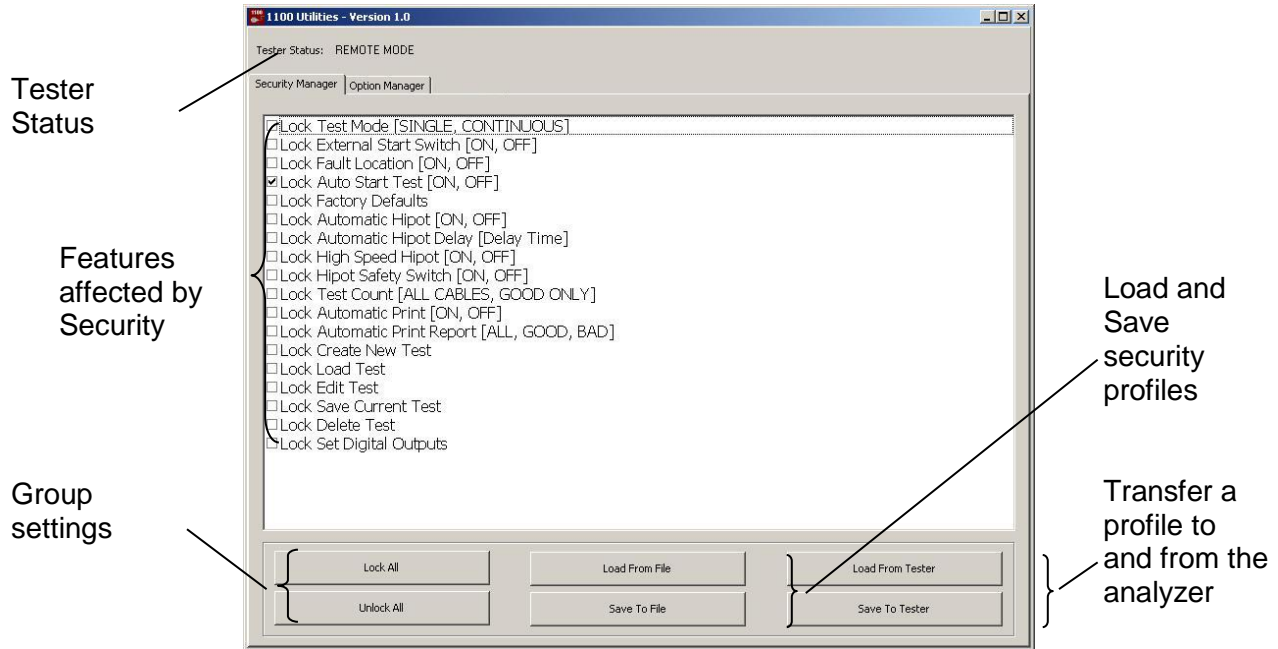 1100 Utilities - Version 1.0
Tester Status: REMOTE MODE
Security Manager
Option Manager
Lock Test Mode [SINGLE, CONTINUOUS]
Lock External Start Switch [ON, OFF]
Lock Fault Location [ON, OFF]
Lock Auto Start Test [ON, OFF]
Lock Factory Defaults
Lock Automatic Hipot [ON, OFF]
Lock Automatic Hipot Delay [Delay Time]
Lock High Speed Hipot [ON, OFF]
Lock Hipot Safety Switch [ON, OFF]
Lock Test Count [ALL CABLES, GOOD ONLY]
Lock Automatic Print [ON, OFF]
Lock Automatic Print Report [ALL, GOOD, BAD]
Lock Create New Test
Lock Load Test
Lock Edit Test
Lock Save Current Test
Lock Delete Test
Lock Set Digital Outputs
Lock All
Load From File
Load From Tester
Unlock All
Save To File
Save To Tester
Tester
Status
Features
affected by
Security
Group
settings
Load and
Save
security
profiles
Transfer a
profile to
and from the
analyzer